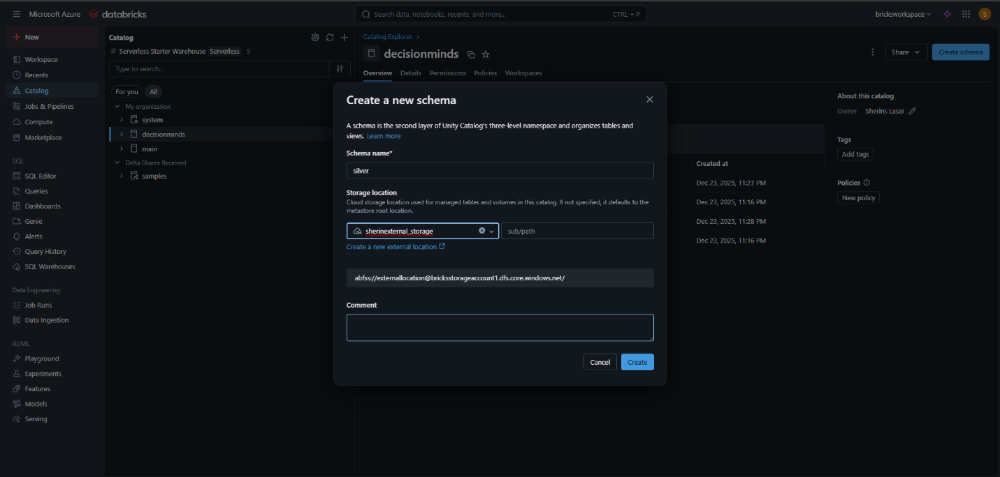 Microsoft Azure databricks
Search data, notebooks, recents, and more...
CTRL + P
bricksworkspace
S
New
Workspace
Recents
Catalog
Jobs & Pipelines
Compute
Marketplace
SQL
SQL Editor
Queries
Dashboards
Genie
Alerts
Query History
SQL Warehouses
Data Engineering
Job Runs
Data Ingestion
AI/ML
Playground
Experiments
Features
Models
Serving
Catalog
Serverless Starter Warehouse Serverless S
Type to search...
For you All
My organization
system
decisionminds
main
Delta Shares Received
samples
Catalog Explorer ›
decisionminds
Share
Create schema
Overview Details Permissions Policies Workspaces
Create a new schema
A schema is the second layer of Unity Catalog's three-level namespace and organizes tables and
views. Learn more
Schema name*
silver
Storage location
Cloud storage location used for managed tables and volumes in this catalog. If not specified, it defaults to the
metastore root location.
sherinexternal_storage
sub/path
Create a new external location
abfss://externallocation@bricksstorageaccount1.dfs.core.windows.net/
Comment
Cancel
Create
Created at
Dec 23, 2025, 11:27 PM
Dec 23, 2025, 11:16 PM
Dec 23, 2025, 11:28 PM
Dec 23, 2025, 11:16 PM
About this catalog
Owner Sherins Lasar
Tags
Add tags
Policies
New policy